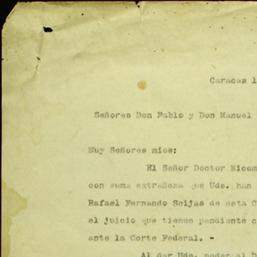 Caracas 1
Señores Don Pablo y Don Manuel
Muy Señores mios:
El Señor Doctor Nicom
con suma extrañeza que Uds. han
Rafael Fernando Seijas de esta C
el juicio que tienen pendiente c
ante la Corte Federal. -
Al dar Uds. poder al